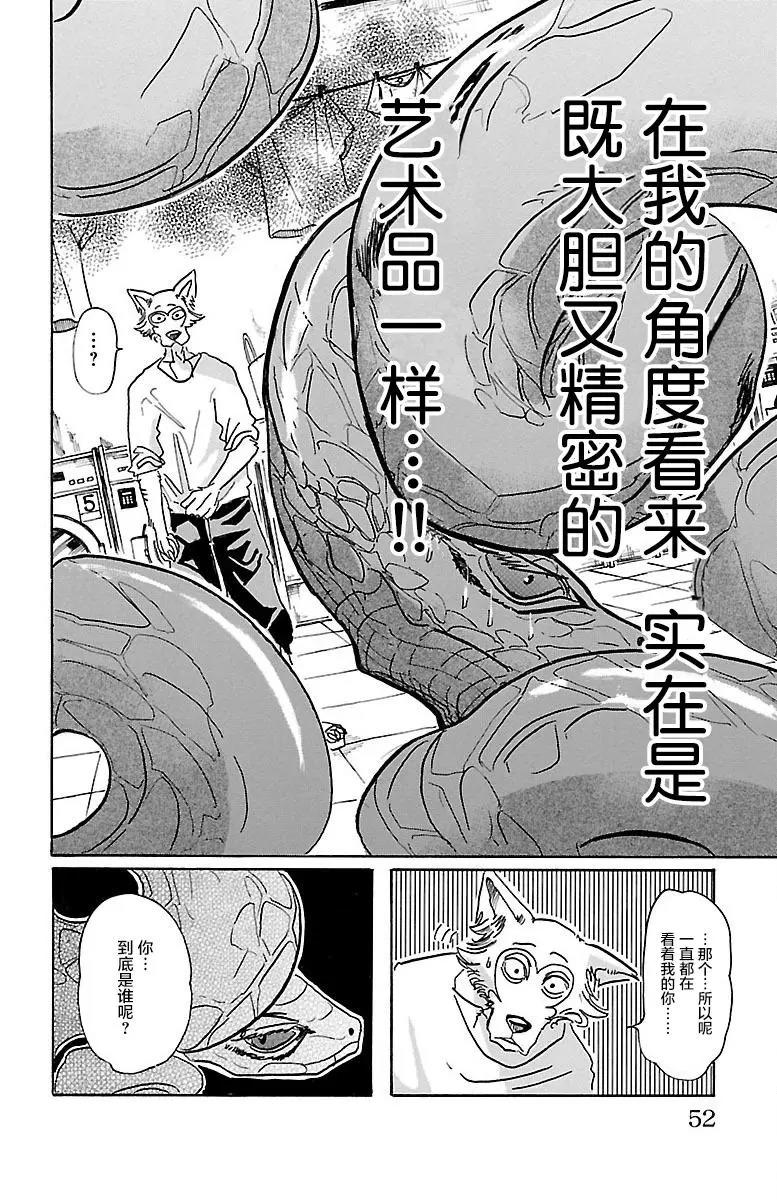 在我的角度看来 实在是
既大胆又精密的
艺术品一样…!!
…?
5
…那个…所以呢
一直都在
看着我的你……
你…
到底是谁呢？
52